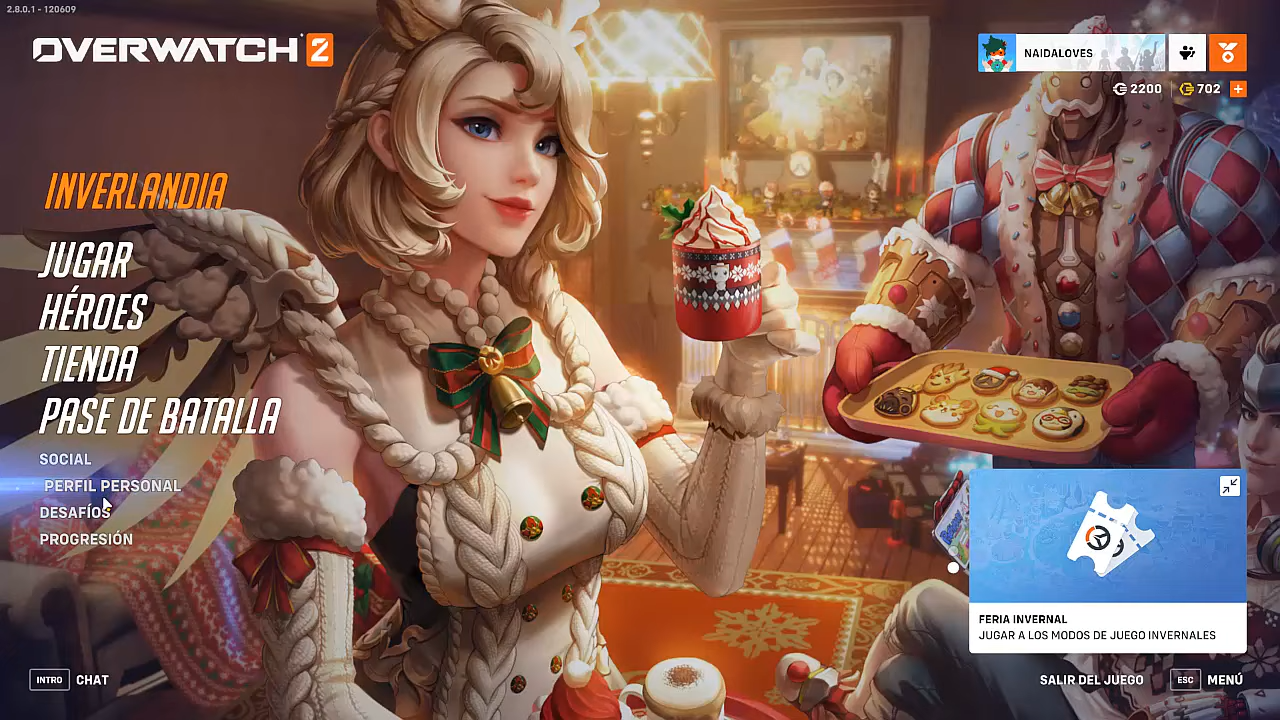 2.8.0.1 - 120609
OVERWATCH 2
NAIDALOVES
2200
702
INVERLANDIA
JUGAR
HÉROES
TIENDA
PASE DE BATALLA
SOCIAL
PERFIL PERSONAL
DESAFÍOS
PROGRESIÓN
FERIA INVERNAL
JUGAR A LOS MODOS DE JUEGO INVERNALES
INTRO CHAT
SALIR DEL JUEGO
ESC MENÚ